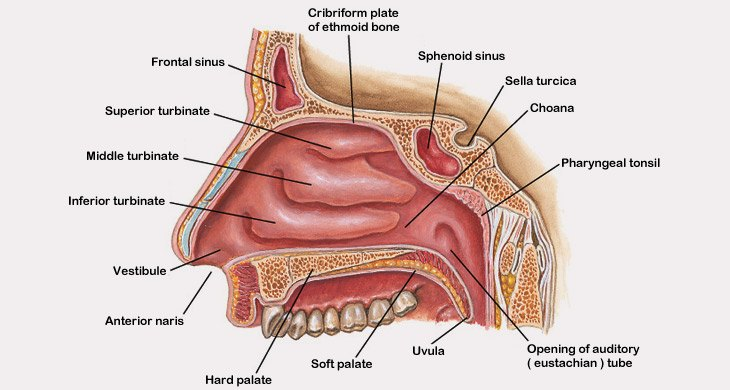 Cribriform plate
of ethmoid bone
Frontal sinus
Sphenoid sinus
Sella turcica
Superior turbinate
Choana
Middle turbinate
Pharyngeal tonsil
Inferior turbinate
Vestibule
Anterior naris
Hard palate
Soft palate
Uvula
Opening of auditory
( eustachian ) tube